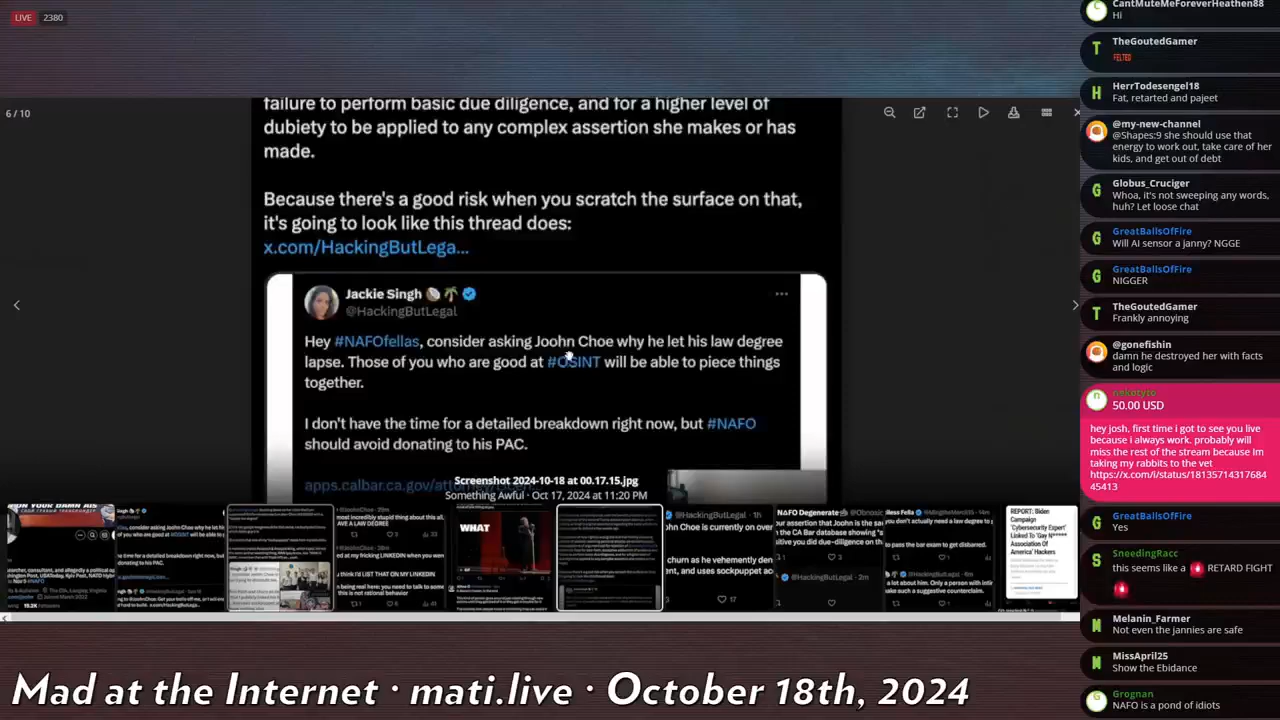 LIVE 2380
6 / 10
failure to perform basic due diligence, and for a higher level of
dubiety to be applied to any complex assertion she makes or has
made.
Because there's a good risk when you scratch the surface on that,
it's going to look like this thread does:
x.com/HackingButLega...
Jackie Singh
@HackingButLegal
Hey #NAFOfellas, consider asking Joohn Choe why he let his law degree
lapse. Those of you who are good at #OSINT will be able to piece things
together.
I don't have the time for a detailed breakdown right now, but #NAFO
should avoid donating to his PAC.
Screenshot 2024-10-18 at 00.17.15.jpg
Something Awful · Oct 17, 2024 at 11:20 PM
WHAT
REPORT: Biden
Campaign
'Cybersecurity Expert'
Association Of
America' Hackers
Mad at the Internet · mati.live · October 18th, 2024
CantMuteMeForeverHeathen88
Hi
TheGoutedGamer
FELTED
HerrTodesengel18
Fat, retarted and pajeet
@my-new-channel
@Shapes:9 she should use that
energy to work out, take care of her
kids, and get out of debt
Globus_Cruciger
Whoa, it's not sweeping any words,
huh? Let loose chat
GreatBallsOfFire
Will AI sensor a janny? NGGE
GreatBallsOfFire
NIGGER
TheGoutedGamer
Frankly annoying
@gonefishin
damn he destroyed her with facts
and logic
nekotyro
50.00 USD
hey josh, first time i got to see you live
because i always work. probably will
miss the rest of the stream because im
taking my rabbits to the vet
https://x.com/i/status/18135714317684
45413
GreatBallsOfFire
Yes
SneedingRacc
this seems like a RETARD FIGHT
Melanin_Farmer
Not even the jannies are safe
MissApril25
Show the Ebidance
Grognan
NAFO is a pond of idiots